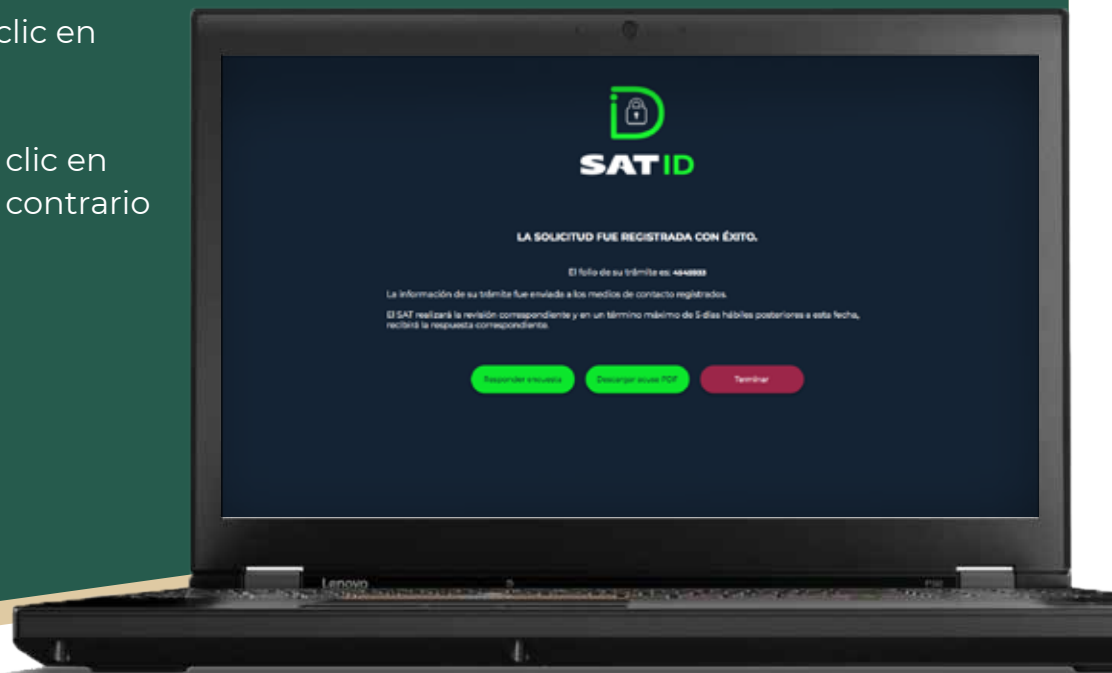 clic en
clic en
contrario
SATID
LA SOLICITUD FUE REGISTRADA CON ÉXITO.
El folio de su trámite es:
La información de su trámite fue enviada a los medios de contacto registrados.
El SAT realizará la revisión correspondiente y en un término máximo de 5 días hábiles posteriores a esta fecha,
recibirá la respuesta correspondiente.
Responder encuesta
Descargar acuse PDF
Terminar
Lenovo